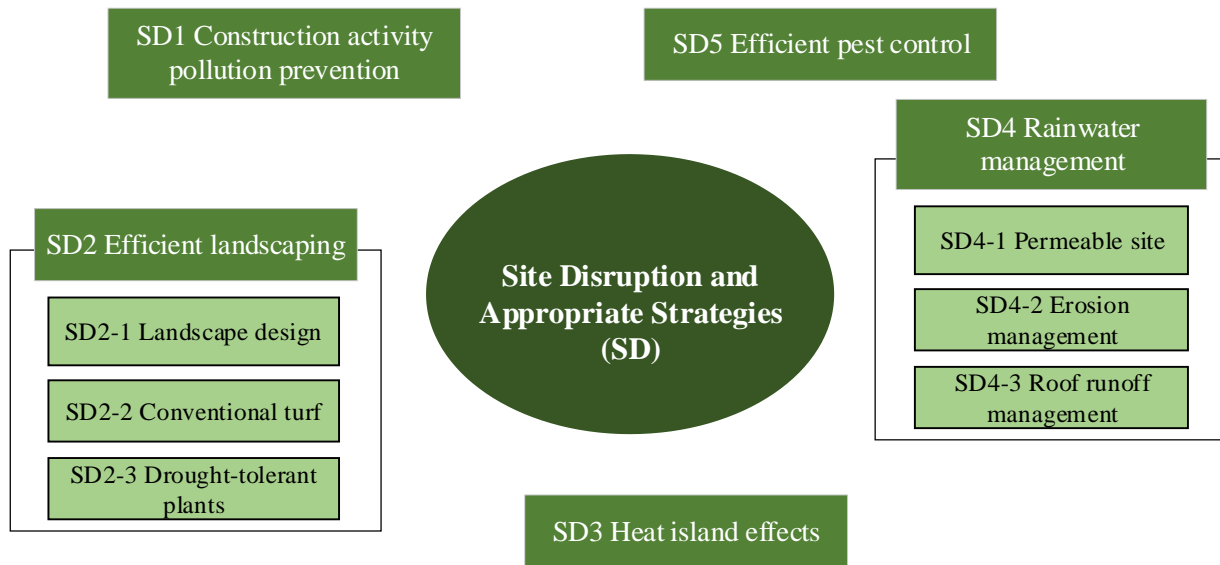 SD1 Construction activity
pollution prevention
SD5 Efficient pest control
SD4 Rainwater
management
SD4-1 Permeable site
SD4-2 Erosion
management
SD4-3 Roof runoff
management
SD2 Efficient landscaping
SD2-1 Landscape design
SD2-2 Conventional turf
SD2-3 Drought-tolerant
plants
Site Disruption and
Appropriate Strategies
(SD)
SD3 Heat island effects